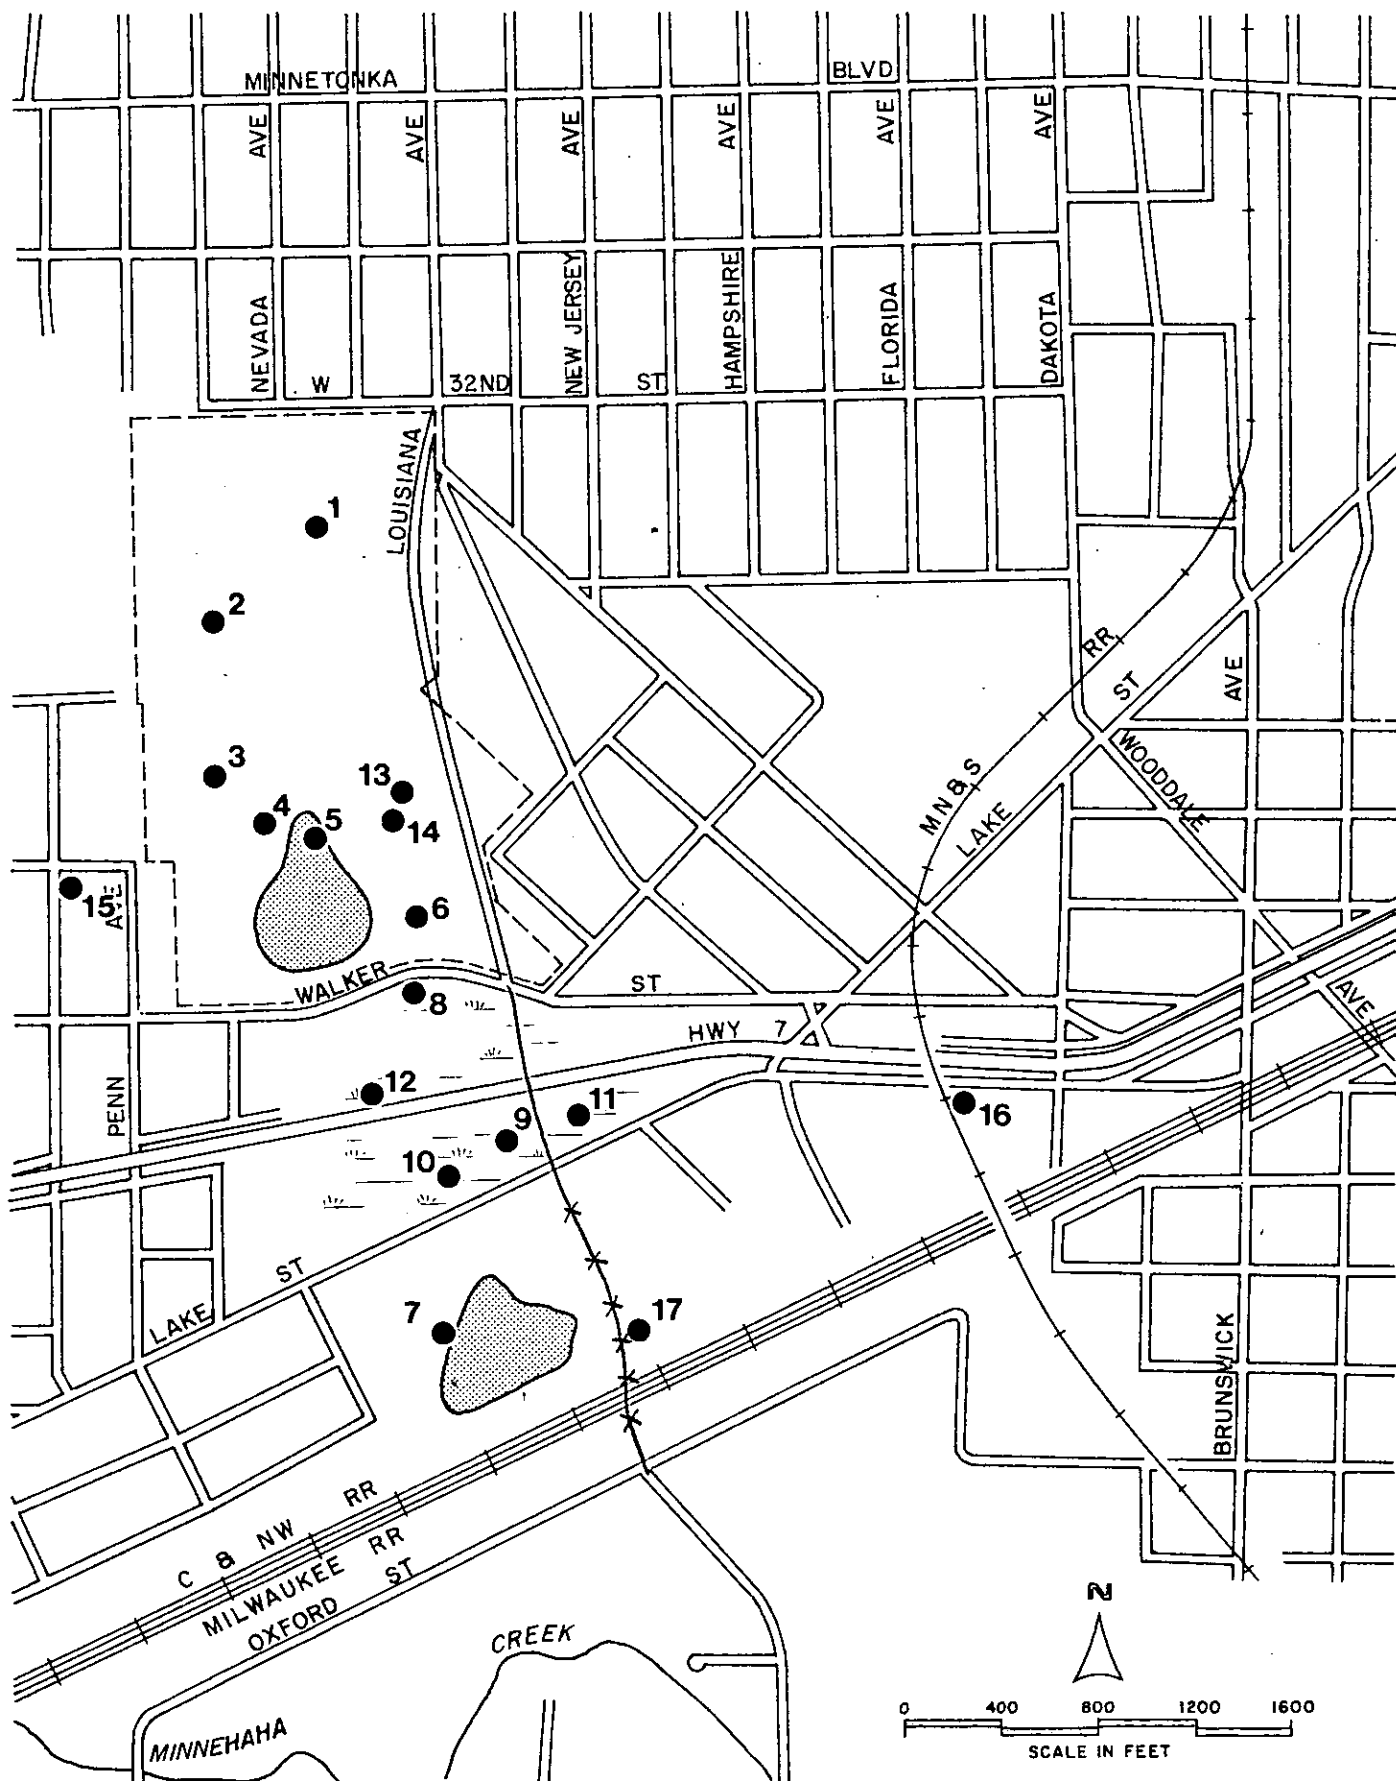 MINNETONKA BLVD
AVE AVE AVE AVE AVE AVE
NEVADA
NEW JERSEY
HAMPSHIRE
FLORIDA
DAKOTA
W 32ND ST
LOUISIANA
1
2
RR
ST
AVE
3
13
MN & S
WOODDALE
4
5
14
LAKE
15
AVE
6
WALKER ST
8
AVE
HWY 7
12
11
16
PENN
9
10
LAKE ST
7
17
BRUNSWICK
C & NW RR
MILWAUKEE RR
OXFORD ST
N
CREEK
MINNEHAHA
0 400 800 1200 1600
SCALE IN FEET